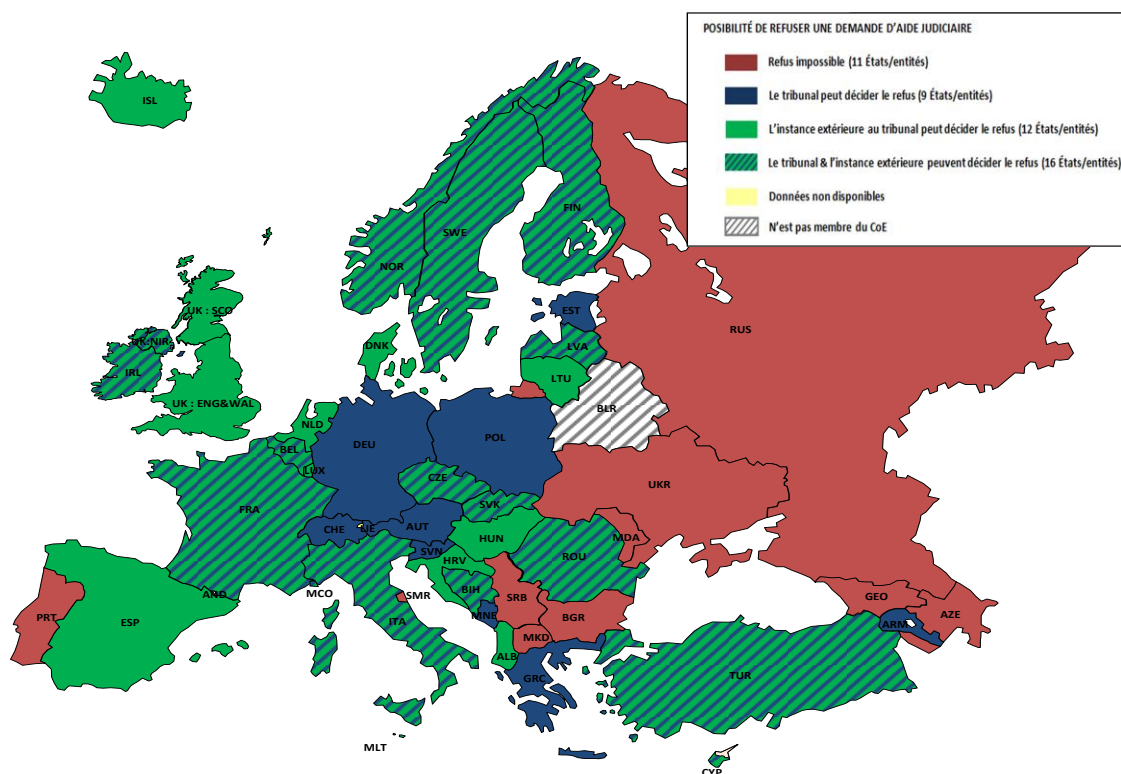 POSIBILITÉ DE REFUSER UNE DEMANDE D'AIDE JUDICIAIRE
Refus impossible (11 États/entités)
Le tribunal peut décider le refus (9 États/entités)
L'instance extérieure au tribunal peut décider le refus (12 États/entités)
Le tribunal & l'instance extérieure peuvent décider le refus (16 États/entités)
Données non disponibles
N'est pas membre du CoE
ISL
FIN
SWE
NOR
UK : SCO
EST
RUS
UK:NIR
DNK
LVA
IRL
LTU
UK : ENG&WAL
BLR
NLD
DEU
POL
BEL
LUX
CZE
UKR
SVK
FRA
CHE
LIE
AUT
HUN
MDA
SVN
ROU
HRV
AND
MCO
BIH
SMR
SRB
GEO
AZE
PRT
ESP
MNE
BGR
ARM
ITA
MKD
ALB
GRC
TUR
MLT
CYP